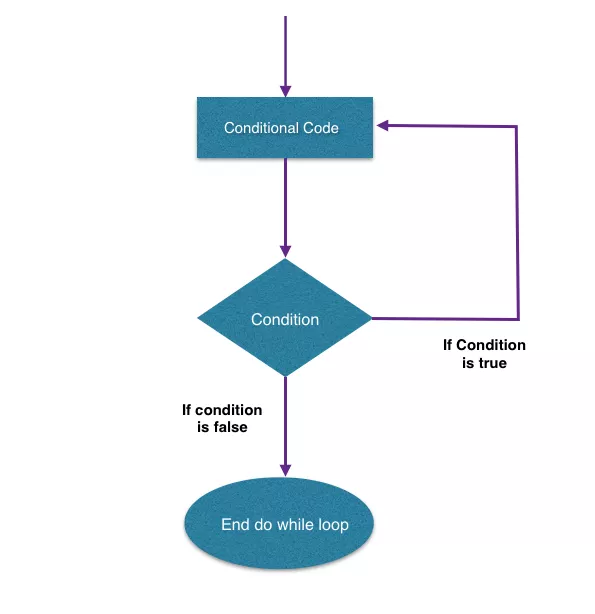 Conditional Code
Condition
If Condition
is true
If condition
is false
End do while loop